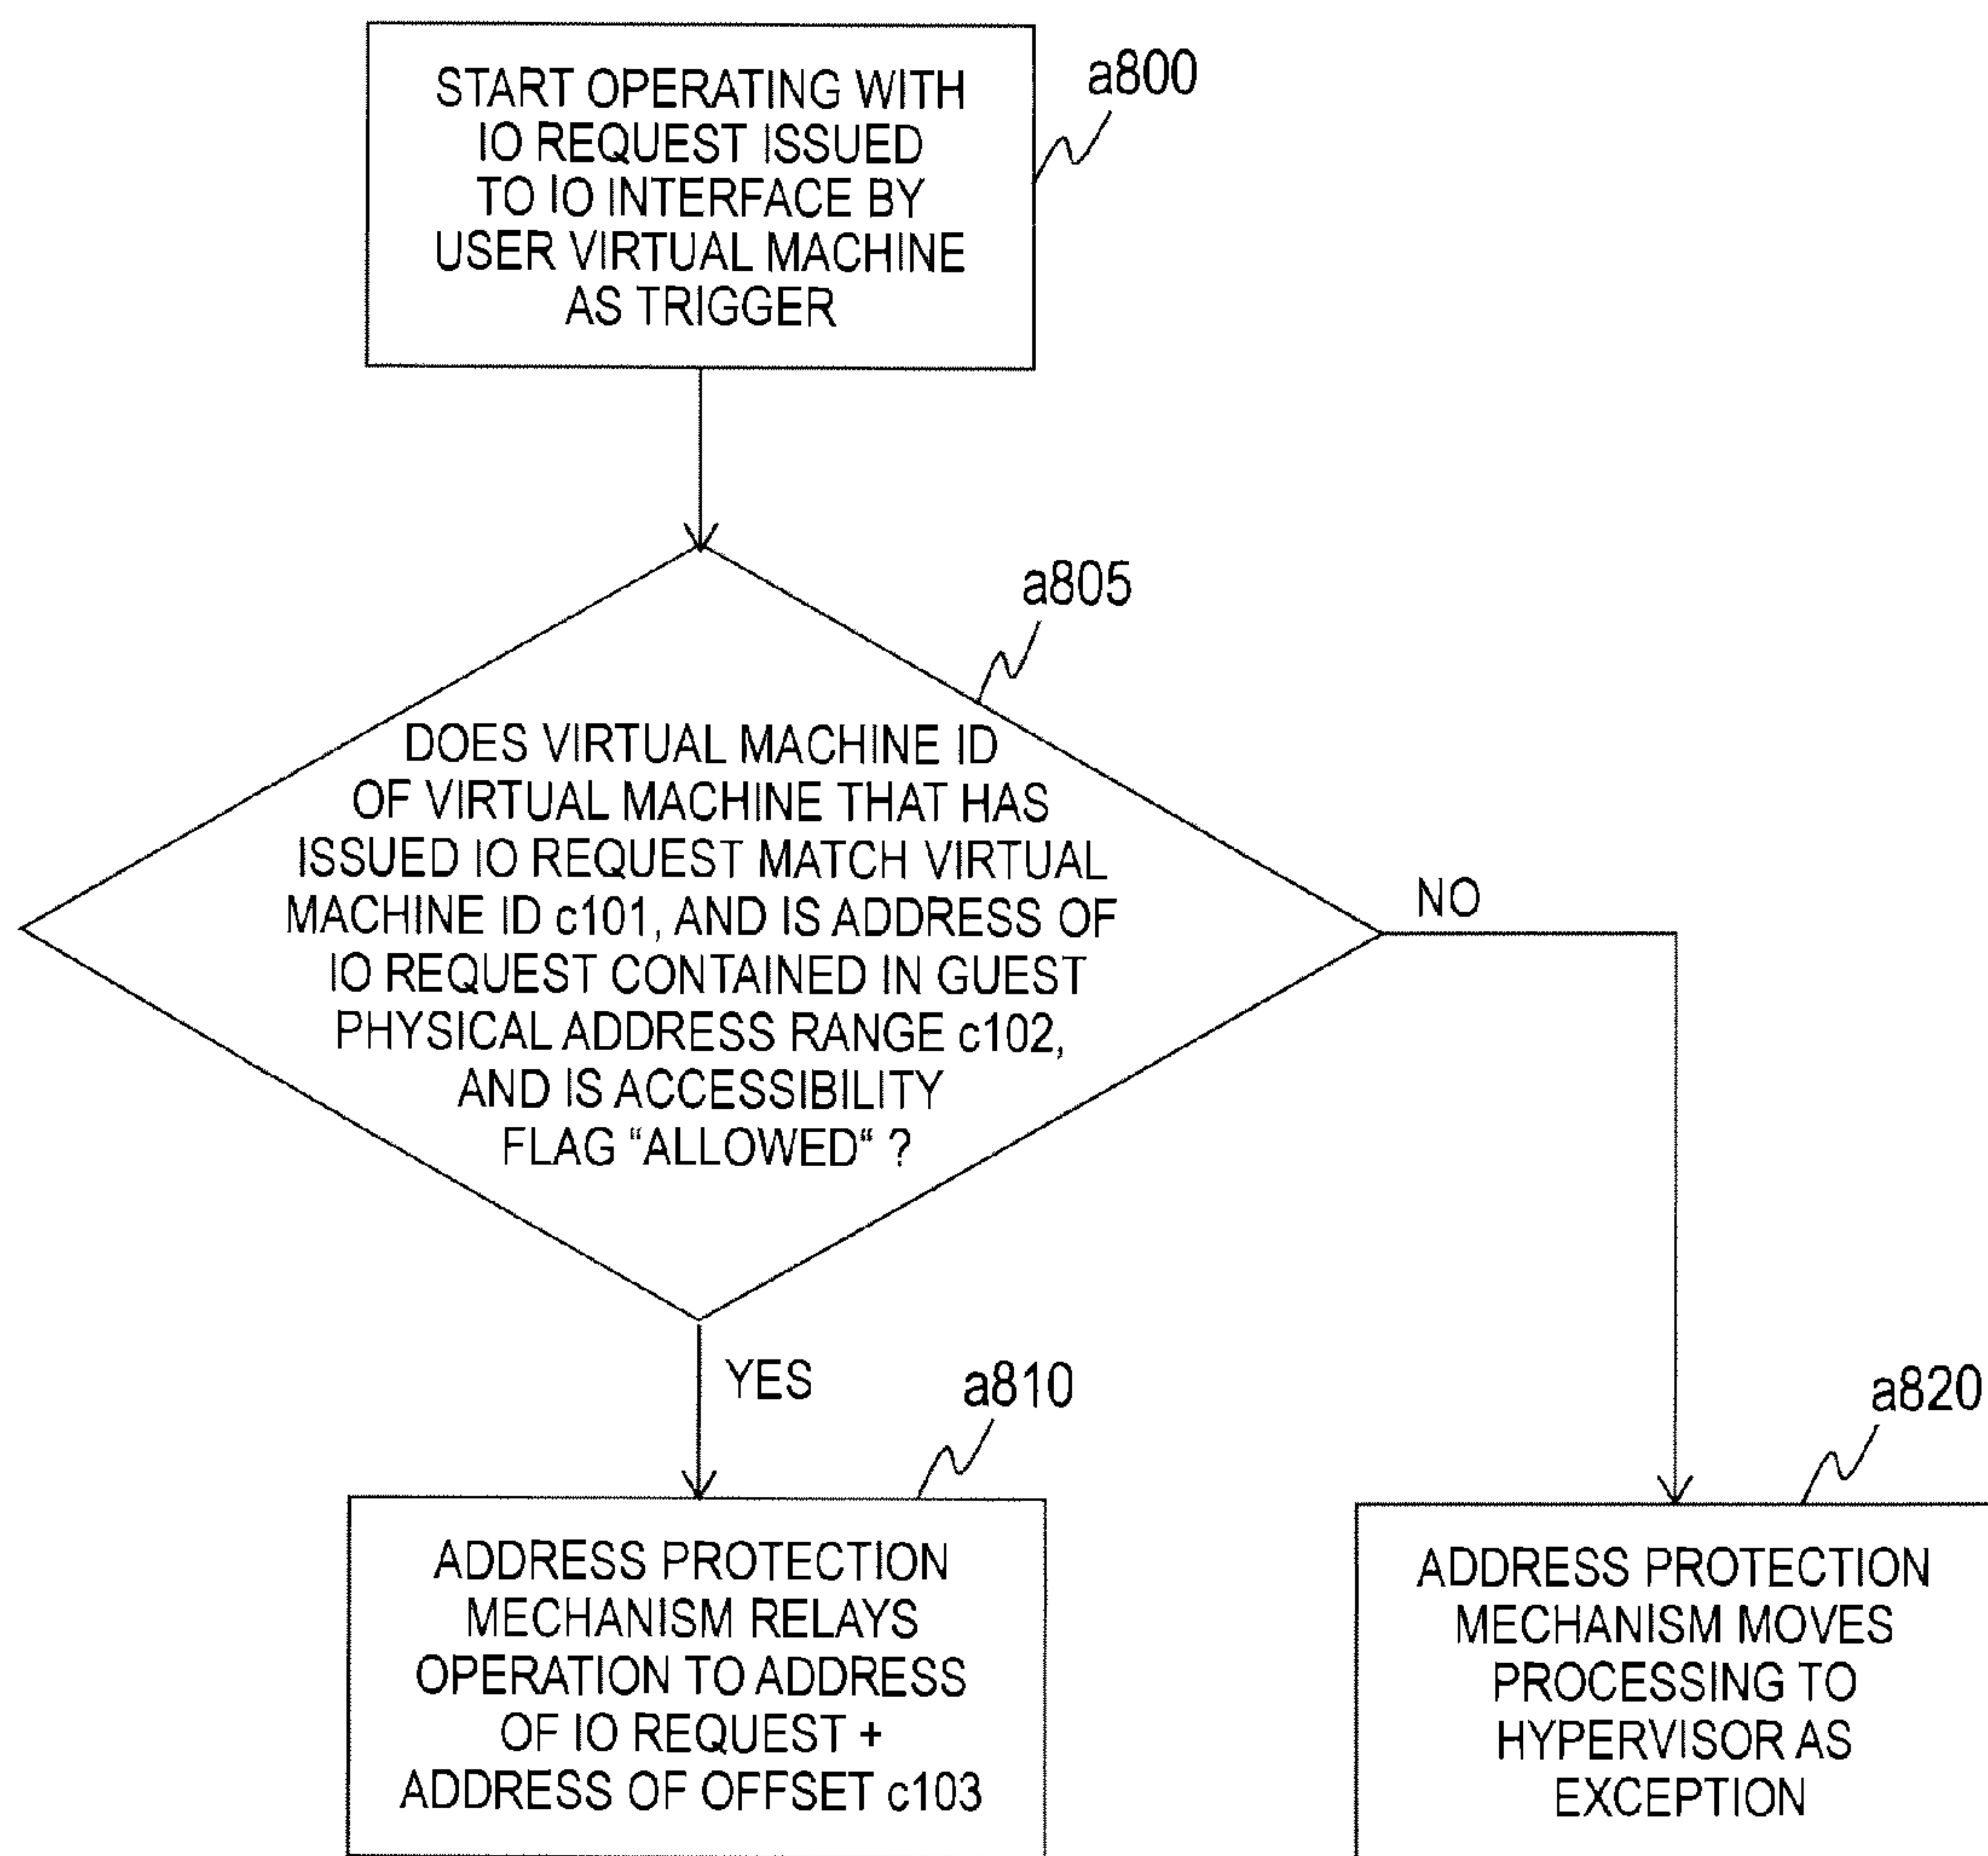 START OPERATING WITH
IO REQUEST ISSUED
TO IO INTERFACE BY
USER VIRTUAL MACHINE
AS TRIGGER
a800
a805
DOES VIRTUAL MACHINE ID
OF VIRTUAL MACHINE THAT HAS
ISSUED IO REQUEST MATCH VIRTUAL
MACHINE ID c101, AND IS ADDRESS OF
IO REQUEST CONTAINED IN GUEST
PHYSICAL ADDRESS RANGE c102,
AND IS ACCESSIBILITY
FLAG “ALLOWED“ ?
NO
YES
a810
ADDRESS PROTECTION
MECHANISM RELAYS
OPERATION TO ADDRESS
OF IO REQUEST +
ADDRESS OF OFFSET c103
a820
ADDRESS PROTECTION
MECHANISM MOVES
PROCESSING TO
HYPERVISOR AS
EXCEPTION